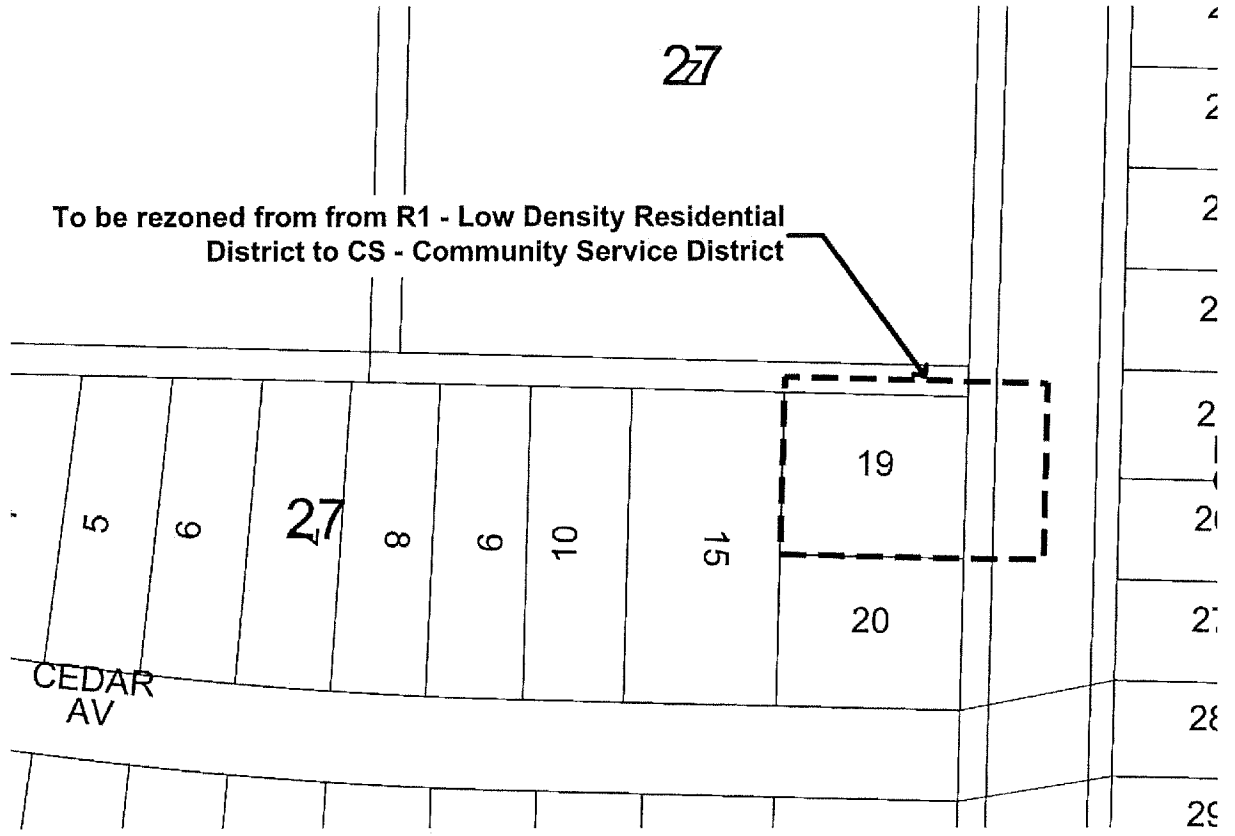 27
To be rezoned from from R1 - Low Density Residential
District to CS - Community Service District
19
5
6
27
8
9
10
15
20
CEDAR
AV